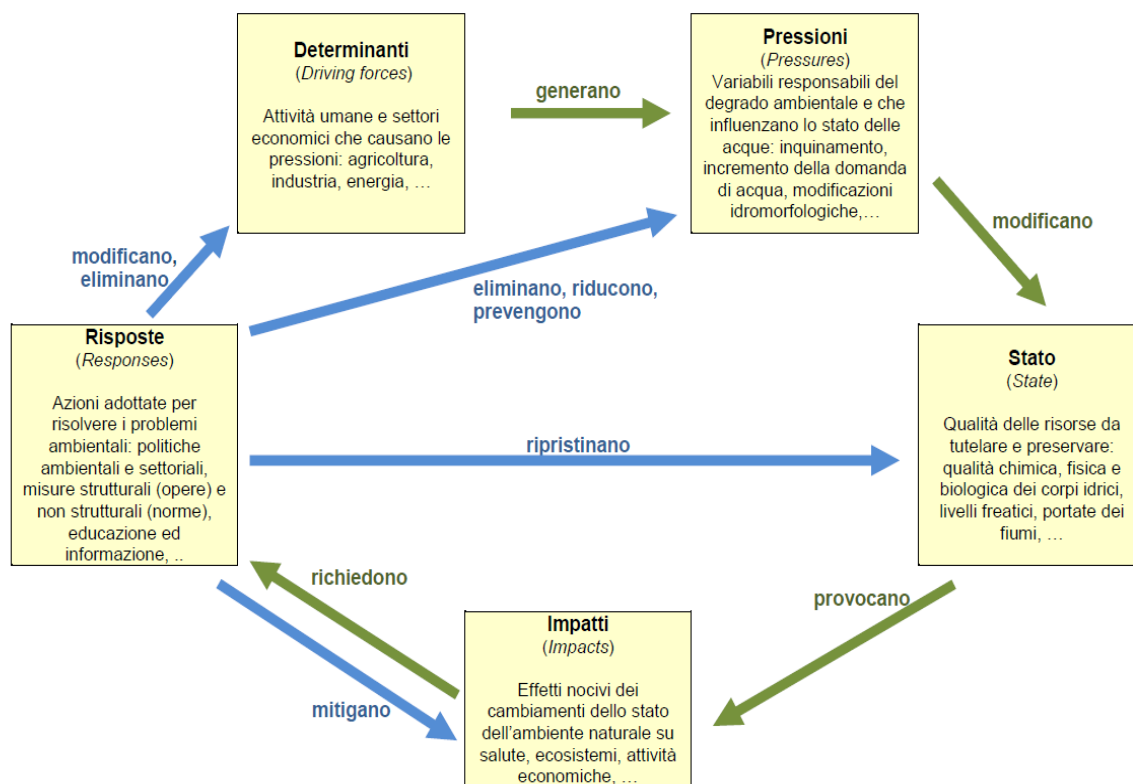 Determinanti
(Driving forces)
Attività umane e settori
economici che causano le
pressioni: agricoltura,
industria, energia, …
generano
Pressioni
(Pressures)
Variabili responsabili del
degrado ambientale e che
influenzano lo stato delle
acque: inquinamento,
incremento della domanda
di acqua, modificazioni
idromorfologiche,…
modificano
modificano,
eliminano
eliminano, riducono,
prevengono
Risposte
(Responses)
Azioni adottate per
risolvere i problemi
ambientali: politiche
ambientali e settoriali,
misure strutturali (opere) e
non strutturali (norme),
educazione ed
informazione, ..
ripristinano
Stato
(State)
Qualità delle risorse da
tutelare e preservare:
qualità chimica, fisica e
biologica dei corpi idrici,
livelli freatici, portate dei
fiumi, …
richiedono
provocano
mitigano
Impatti
(Impacts)
Effetti nocivi dei
cambiamenti dello stato
dell’ambiente naturale su
salute, ecosistemi, attività
economiche, …